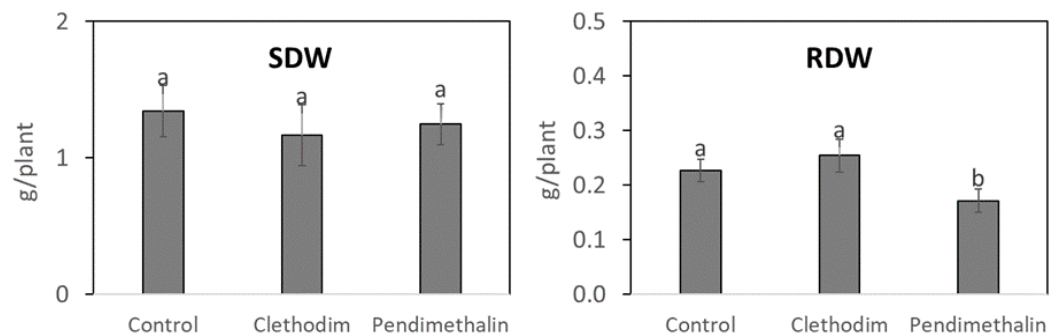 SDW
g/plant
2
1
0
a
a
a
Control Clethodim Pendimethalin
RDW
g/plant
0.5
0.4
0.3
0.2
0.1
0.0
a
a
b
Control Clethodim Pendimethalin